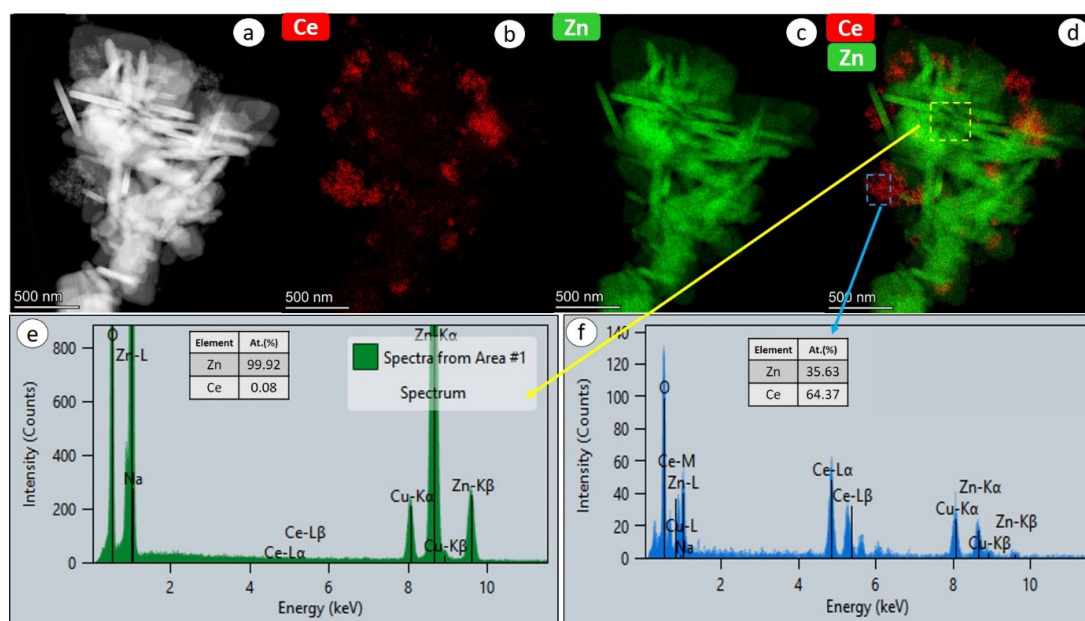 a
Ce
b
Zn
c
Ce
Zn
d
500 nm
500 nm
500 nm
500 nm
e
Intensity (Counts)
800
600
400
200
0
O
Zn-L
Na
Element At.(%)
Zn 99.92
Ce 0.08
Zn-Kα
Spectra from Area #1
Spectrum
Ce-Lβ
Ce-Lα
Cu-Kα
Zn-Kβ
Cu-Kβ
2 4 6 8 10
Energy (keV)
f
Intensity (Counts)
140
120
100
80
60
40
20
0
Element At.(%)
Zn 35.63
Ce 64.37
O
Ce-M
Zn-L
Cu-L
Na
Ce-Lα
Ce-Lβ
Zn-Kα
Cu-Kα
Zn-Kβ
Cu-Kβ
2 4 6 8 10
Energy (keV)